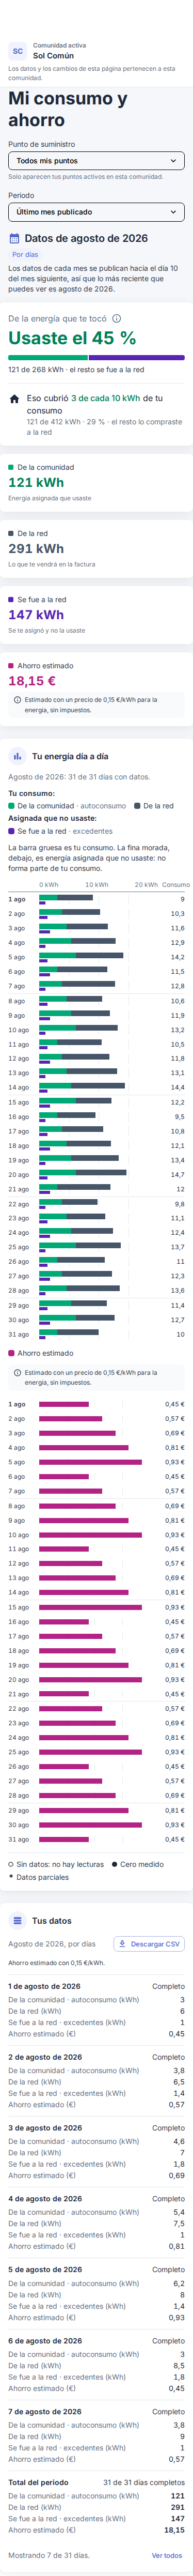 SC
Comunidad activa
Sol Común
Los datos y los cambios de esta página pertenecen a esta
comunidad.
Mi consumo y
ahorro
Punto de suministro
Todos mis puntos
Solo aparecen tus puntos activos en esta comunidad.
Periodo
Último mes publicado
Datos de agosto de 2026
Por días
Los datos de cada mes se publican hacia el día 10
del mes siguiente, así que lo más reciente que
puedes ver es agosto de 2026.
De la energía que te tocó
Usaste el 45 %
121 de 268 kWh · el resto se fue a la red
Eso cubrió 3 de cada 10 kWh de tu
consumo
121 de 412 kWh · 29 % · el resto lo compraste
a la red
De la comunidad
121 kWh
Energía asignada que usaste
De la red
291 kWh
Lo que te vendrá en la factura
Se fue a la red
147 kWh
Se te asignó y no la usaste
Ahorro estimado
18,15 €
Estimado con un precio de 0,15 €/kWh para la
energía, sin impuestos.
Tu energía día a día
Agosto de 2026: 31 de 31 días con datos.
Tu consumo:
De la comunidad · autoconsumo De la red
Asignada que no usaste:
Se fue a la red · excedentes
La barra gruesa es tu consumo. La fina morada,
debajo, es energía asignada que no usaste: no
forma parte de tu consumo.
0 kWh 10 kWh 20 kWh Consumo
1 ago 9
2 ago 10,3
3 ago 11,6
4 ago 12,9
5 ago 14,2
6 ago 11,5
7 ago 12,8
8 ago 10,6
9 ago 11,9
10 ago 13,2
11 ago 10,5
12 ago 11,8
13 ago 13,1
14 ago 14,4
15 ago 12,2
16 ago 9,5
17 ago 10,8
18 ago 12,1
19 ago 13,4
20 ago 14,7
21 ago 12
22 ago 9,8
23 ago 11,1
24 ago 12,4
25 ago 13,7
26 ago 11
27 ago 12,3
28 ago 13,6
29 ago 11,4
30 ago 12,7
31 ago 10
Ahorro estimado
Estimado con un precio de 0,15 €/kWh para la
energía, sin impuestos.
1 ago 0,45 €
2 ago 0,57 €
3 ago 0,69 €
4 ago 0,81 €
5 ago 0,93 €
6 ago 0,45 €
7 ago 0,57 €
8 ago 0,69 €
9 ago 0,81 €
10 ago 0,93 €
11 ago 0,45 €
12 ago 0,57 €
13 ago 0,69 €
14 ago 0,81 €
15 ago 0,93 €
16 ago 0,45 €
17 ago 0,57 €
18 ago 0,69 €
19 ago 0,81 €
20 ago 0,93 €
21 ago 0,45 €
22 ago 0,57 €
23 ago 0,69 €
24 ago 0,81 €
25 ago 0,93 €
26 ago 0,45 €
27 ago 0,57 €
28 ago 0,69 €
29 ago 0,81 €
30 ago 0,93 €
31 ago 0,45 €
Sin datos: no hay lecturas Cero medido
* Datos parciales
Tus datos
Agosto de 2026, por días Descargar CSV
Ahorro estimado con 0,15 €/kWh.
1 de agosto de 2026 Completo
De la comunidad · autoconsumo (kWh) 3
De la red (kWh) 6
Se fue a la red · excedentes (kWh) 1
Ahorro estimado (€) 0,45
2 de agosto de 2026 Completo
De la comunidad · autoconsumo (kWh) 3,8
De la red (kWh) 6,5
Se fue a la red · excedentes (kWh) 1,4
Ahorro estimado (€) 0,57
3 de agosto de 2026 Completo
De la comunidad · autoconsumo (kWh) 4,6
De la red (kWh) 7
Se fue a la red · excedentes (kWh) 1,8
Ahorro estimado (€) 0,69
4 de agosto de 2026 Completo
De la comunidad · autoconsumo (kWh) 5,4
De la red (kWh) 7,5
Se fue a la red · excedentes (kWh) 1
Ahorro estimado (€) 0,81
5 de agosto de 2026 Completo
De la comunidad · autoconsumo (kWh) 6,2
De la red (kWh) 8
Se fue a la red · excedentes (kWh) 1,4
Ahorro estimado (€) 0,93
6 de agosto de 2026 Completo
De la comunidad · autoconsumo (kWh) 3
De la red (kWh) 8,5
Se fue a la red · excedentes (kWh) 1,8
Ahorro estimado (€) 0,45
7 de agosto de 2026 Completo
De la comunidad · autoconsumo (kWh) 3,8
De la red (kWh) 9
Se fue a la red · excedentes (kWh) 1
Ahorro estimado (€) 0,57
Total del periodo 31 de 31 días completos
De la comunidad · autoconsumo (kWh) 121
De la red (kWh) 291
Se fue a la red · excedentes (kWh) 147
Ahorro estimado (€) 18,15
Mostrando 7 de 31 días. Ver todos